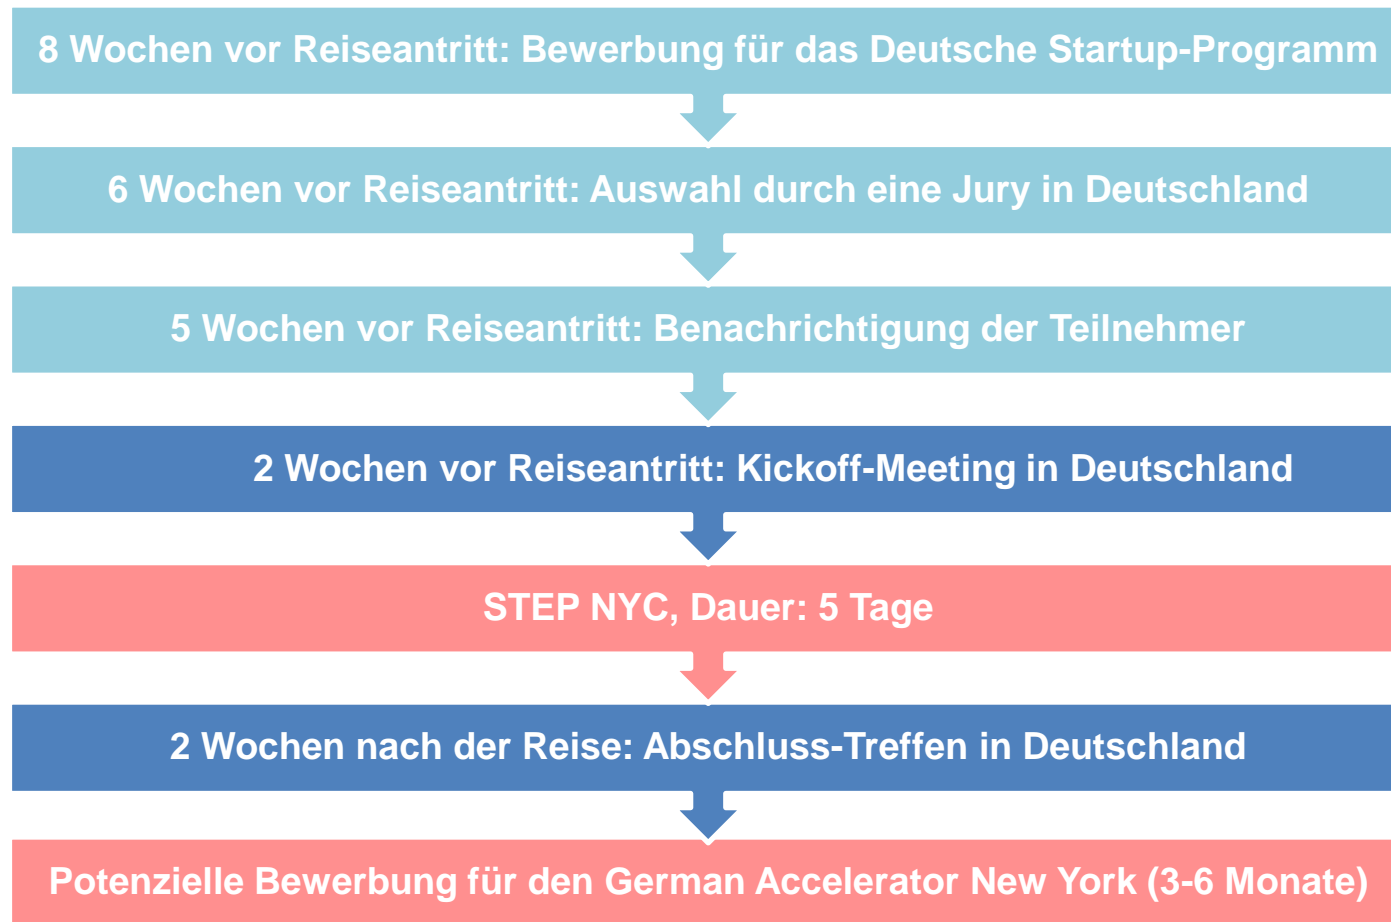 8 Wochen vor Reiseantritt: Bewerbung für das Deutsche Startup-Programm
6 Wochen vor Reiseantritt: Auswahl durch eine Jury in Deutschland
5 Wochen vor Reiseantritt: Benachrichtigung der Teilnehmer
2 Wochen vor Reiseantritt: Kickoff-Meeting in Deutschland
STEP NYC, Dauer: 5 Tage
2 Wochen nach der Reise: Abschluss-Treffen in Deutschland
Potenzielle Bewerbung für den German Accelerator New York (3-6 Monate)